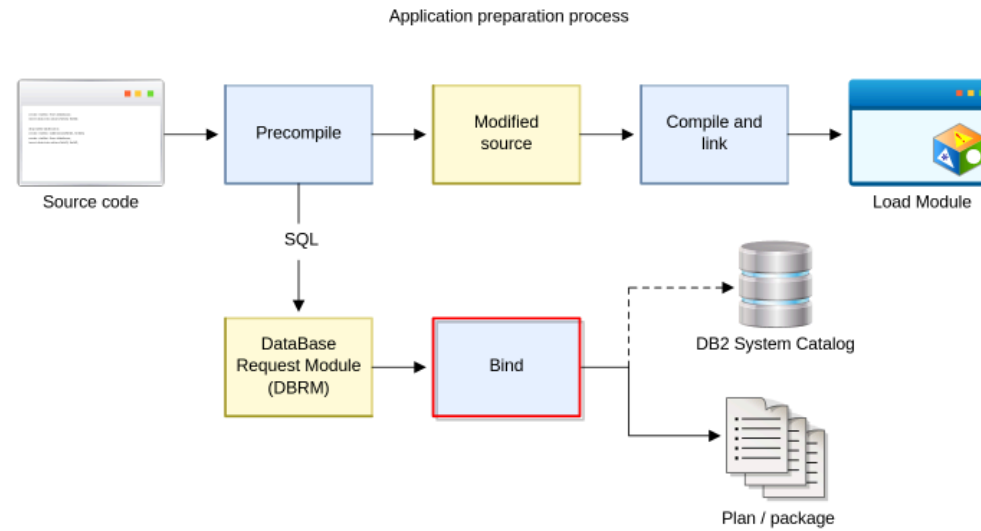 Application preparation process
Source code
Precompile
Modified
source
Compile and
link
Load Module
SQL
DataBase
Request Module
(DBRM)
Bind
DB2 System Catalog
Plan / package